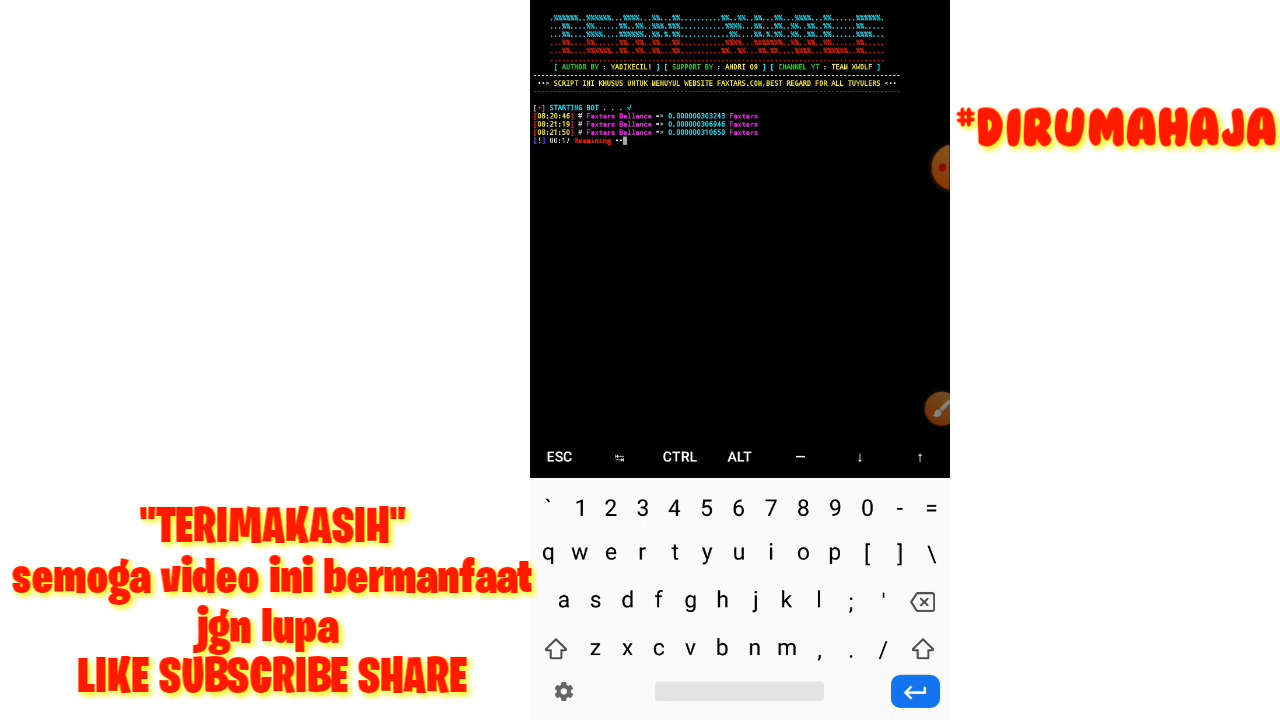 [ AUTHOR BY : YADIKECIL! ] [ SUPPORT BY : ANDRI 09 ] [ CHANNEL YT : TEAM XWOLF ]
--> SCRIPT INI KHUSUS UNTUK MENUYUL WEBSITE FAXTARS.COM,BEST REGARD FOR ALL TUYULERS <--
[+] STARTING BOT . . . √
[08:20:46] # Faxtars Ballance => 0.000000303243 Faxtars
[08:21:19] # Faxtars Ballance => 0.000000306946 Faxtars
[08:21:50] # Faxtars Ballance => 0.000000310650 Faxtars
[!] 00:17 Reamining
#DIRUMAHAJA
ESC ↹ CTRL ALT — ↓ ↑
` 1 2 3 4 5 6 7 8 9 0 - =
q w e r t y u i o p [ ] \
a s d f g h j k l ; '
z x c v b n m , . /
"TERIMAKASIH"
semoga video ini bermanfaat
jgn lupa
LIKE SUBSCRIBE SHARE